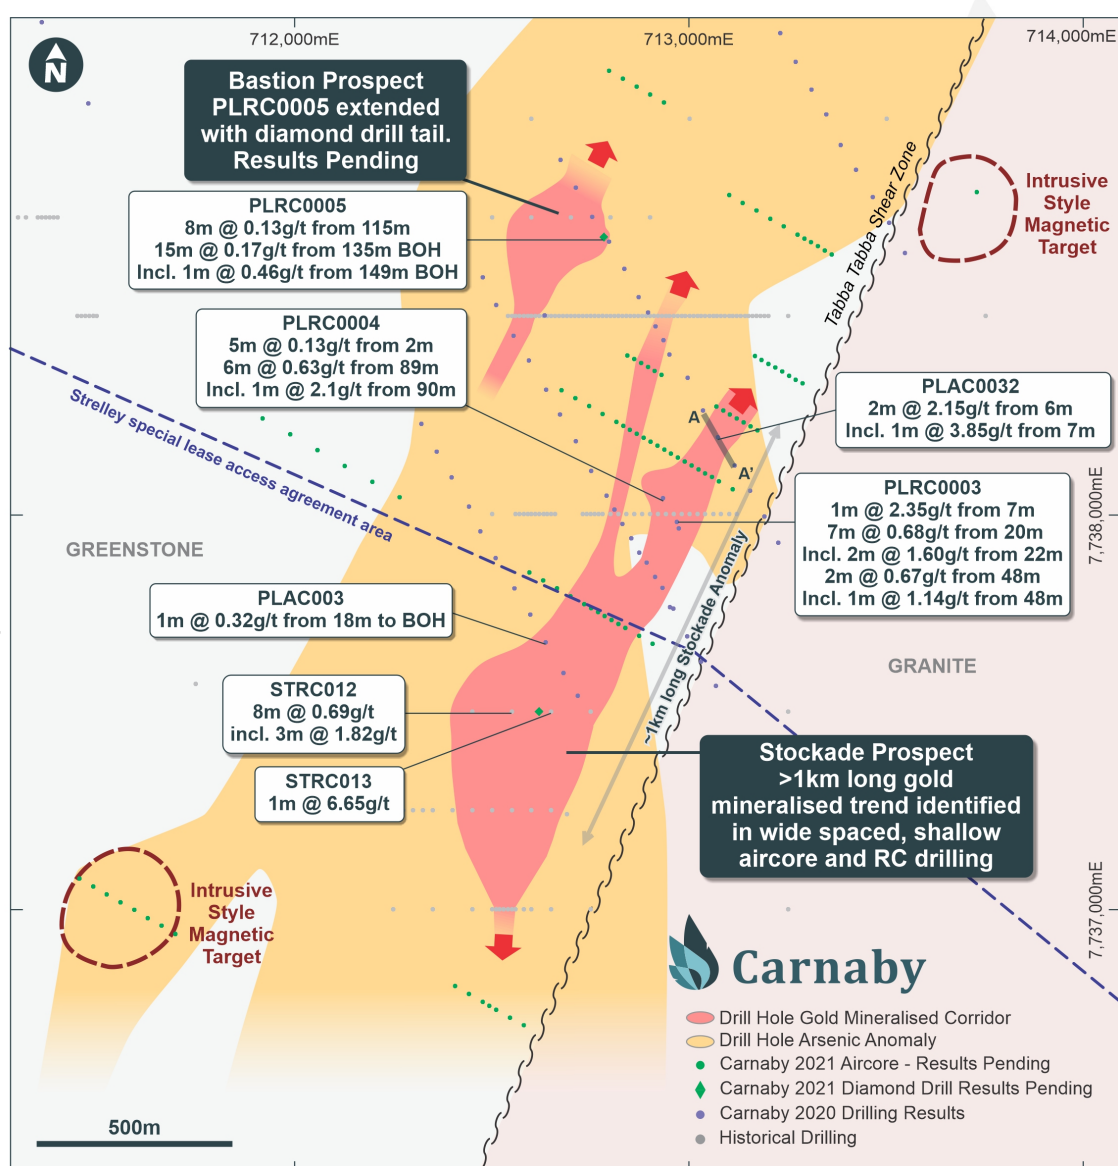 712,000mE
713,000mE
714,000mE
N
Bastion Prospect
PLRC0005 extended
with diamond drill tail.
Results Pending
PLRC0005
8m @ 0.13g/t from 115m
15m @ 0.17g/t from 135m BOH
Incl. 1m @ 0.46g/t from 149m BOH
Tabba Tabba Shear Zone
Intrusive
Style
Magnetic
Target
PLRC0004
5m @ 0.13g/t from 2m
6m @ 0.63g/t from 89m
Incl. 1m @ 2.1g/t from 90m
PLAC0032
2m @ 2.15g/t from 6m
Incl. 1m @ 3.85g/t from 7m
Strelley special lease access agreement area
A
A'
PLRC0003
1m @ 2.35g/t from 7m
7m @ 0.68g/t from 20m
Incl. 2m @ 1.60g/t from 22m
2m @ 0.67g/t from 48m
Incl. 1m @ 1.14g/t from 48m
7,738,000mE
GREENSTONE
PLAC003
1m @ 0.32g/t from 18m to BOH
~1km long Stockade Anomaly
GRANITE
STRC012
8m @ 0.69g/t
incl. 3m @ 1.82g/t
STRC013
1m @ 6.65g/t
Stockade Prospect
>1km long gold
mineralised trend identified
in wide spaced, shallow
aircore and RC drilling
Intrusive
Style
Magnetic
Target
7,737,000mE
Carnaby
Drill Hole Gold Mineralised Corridor
Drill Hole Arsenic Anomaly
Carnaby 2021 Aircore - Results Pending
Carnaby 2021 Diamond Drill Results Pending
Carnaby 2020 Drilling Results
Historical Drilling
500m